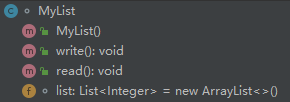 MyList
MyList()
write(): void
read(): void
list: List<Integer> = new ArrayList<>()